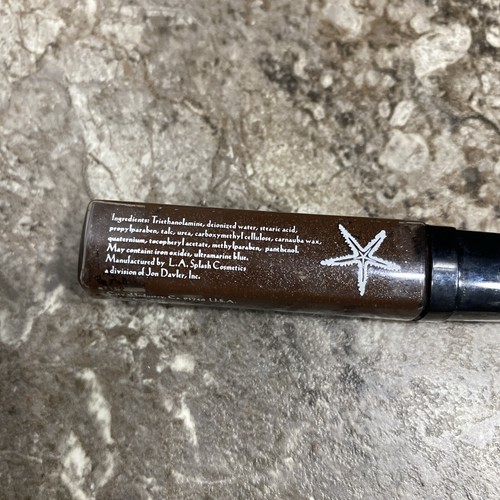 Ingredients: Triethanolamine, deionized water, stearic acid,
propylparaben, talc, urea, carboxymethyl cellulose, carnauba wax,
quaternium, tocopheryl acetate, methylparaben, panthenol.
May contain: iron oxides, ultramarine blue.
Manufactured by L.A. Splash Cosmetics
a division of Jon Davler, Inc.
U.S.A.